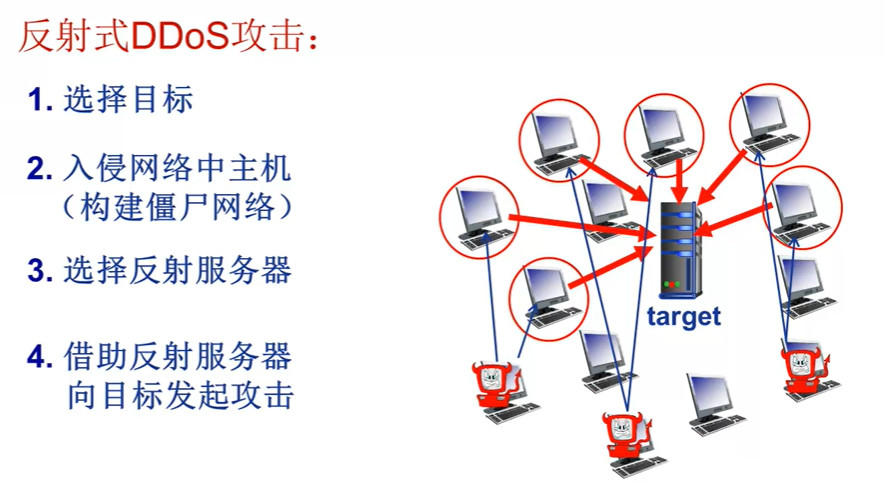 反射式DDoS攻击：
1. 选择目标
2. 入侵网络中主机
（构建僵尸网络）
3. 选择反射服务器
4. 借助反射服务器
向目标发起攻击
target